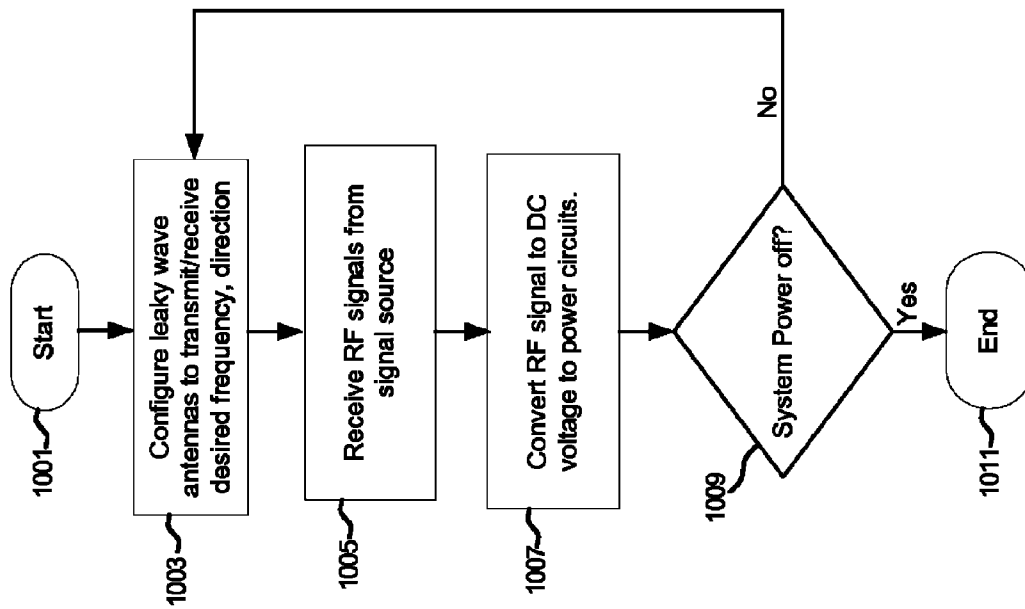 1001
Start
1003
Configure leaky wave
antennas to transmit/receive
desired frequency, direction
1005
Receive RF signals from
signal source
1007
Convert RF signal to DC
voltage to power circuits.
1009
System Power off?
No
Yes
1011
End